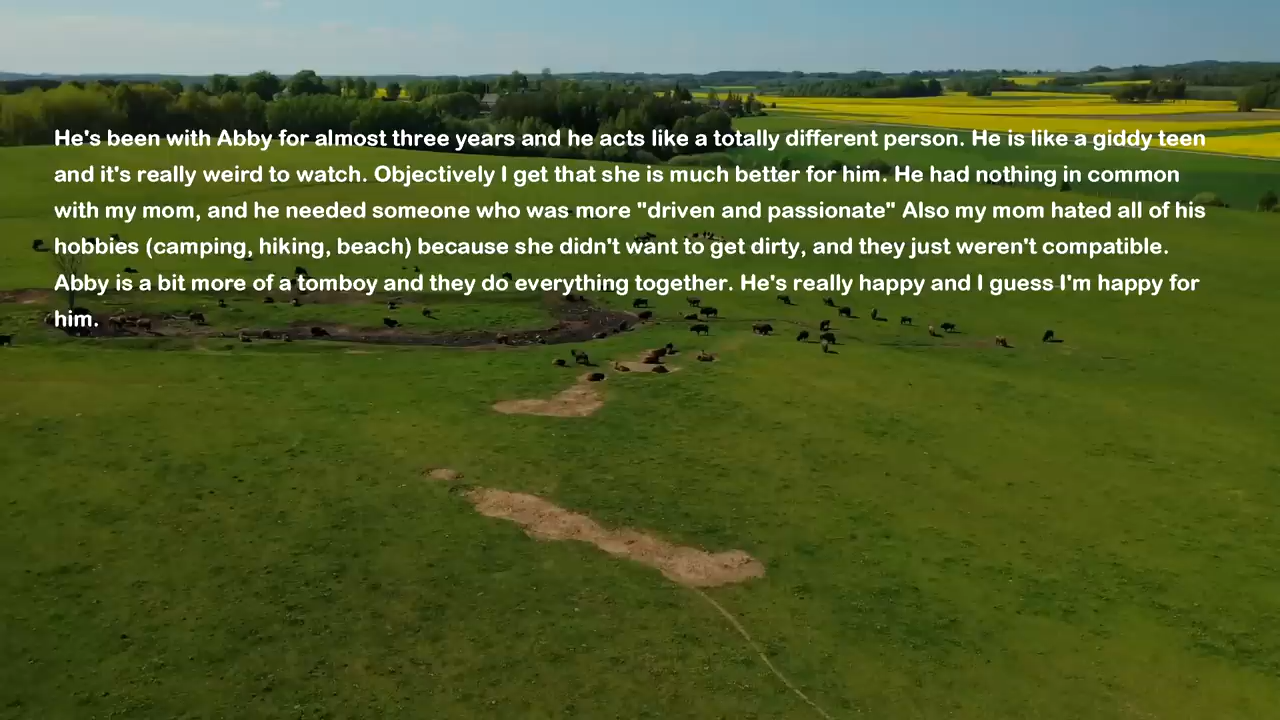 He's been with Abby for almost three years and he acts like a totally different person. He is like a giddy teen
and it's really weird to watch. Objectively I get that she is much better for him. He had nothing in common
with my mom, and he needed someone who was more "driven and passionate" Also my mom hated all of his
hobbies (camping, hiking, beach) because she didn't want to get dirty, and they just weren't compatible.
Abby is a bit more of a tomboy and they do everything together. He's really happy and I guess I'm happy for
him.